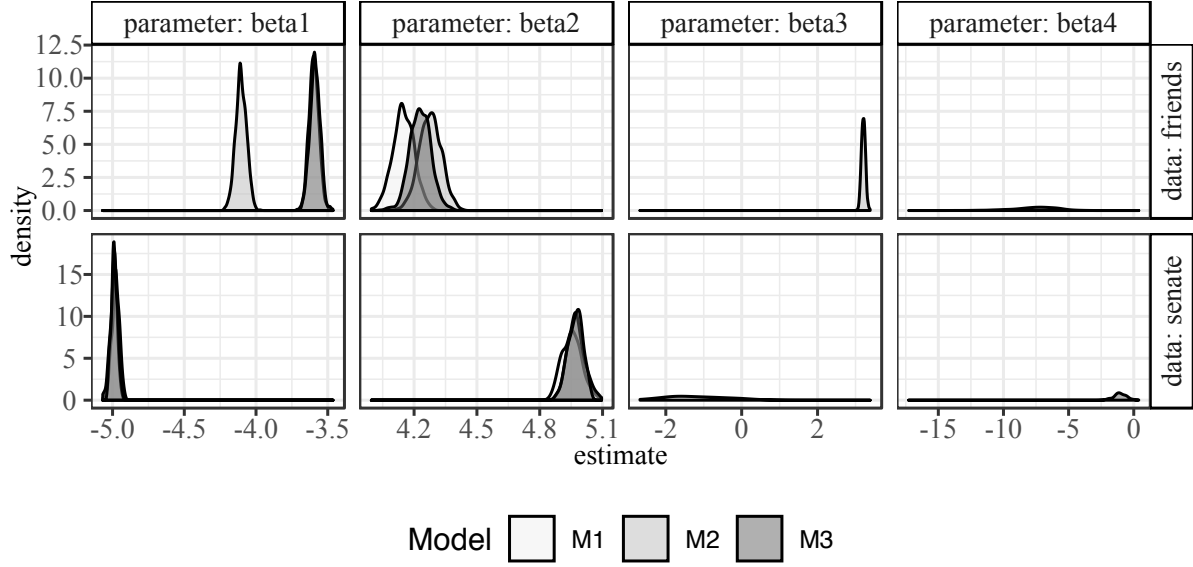 parameter: beta1 parameter: beta2 parameter: beta3 parameter: beta4
density
12.5
10.0
7.5
5.0
2.5
0.0
data: friends
15
10
5
0
data: senate
-5.0 -4.5 -4.0 -3.5 4.2 4.5 4.8 5.1 -2 0 2 -15 -10 -5 0
estimate
Model M1 M2 M3